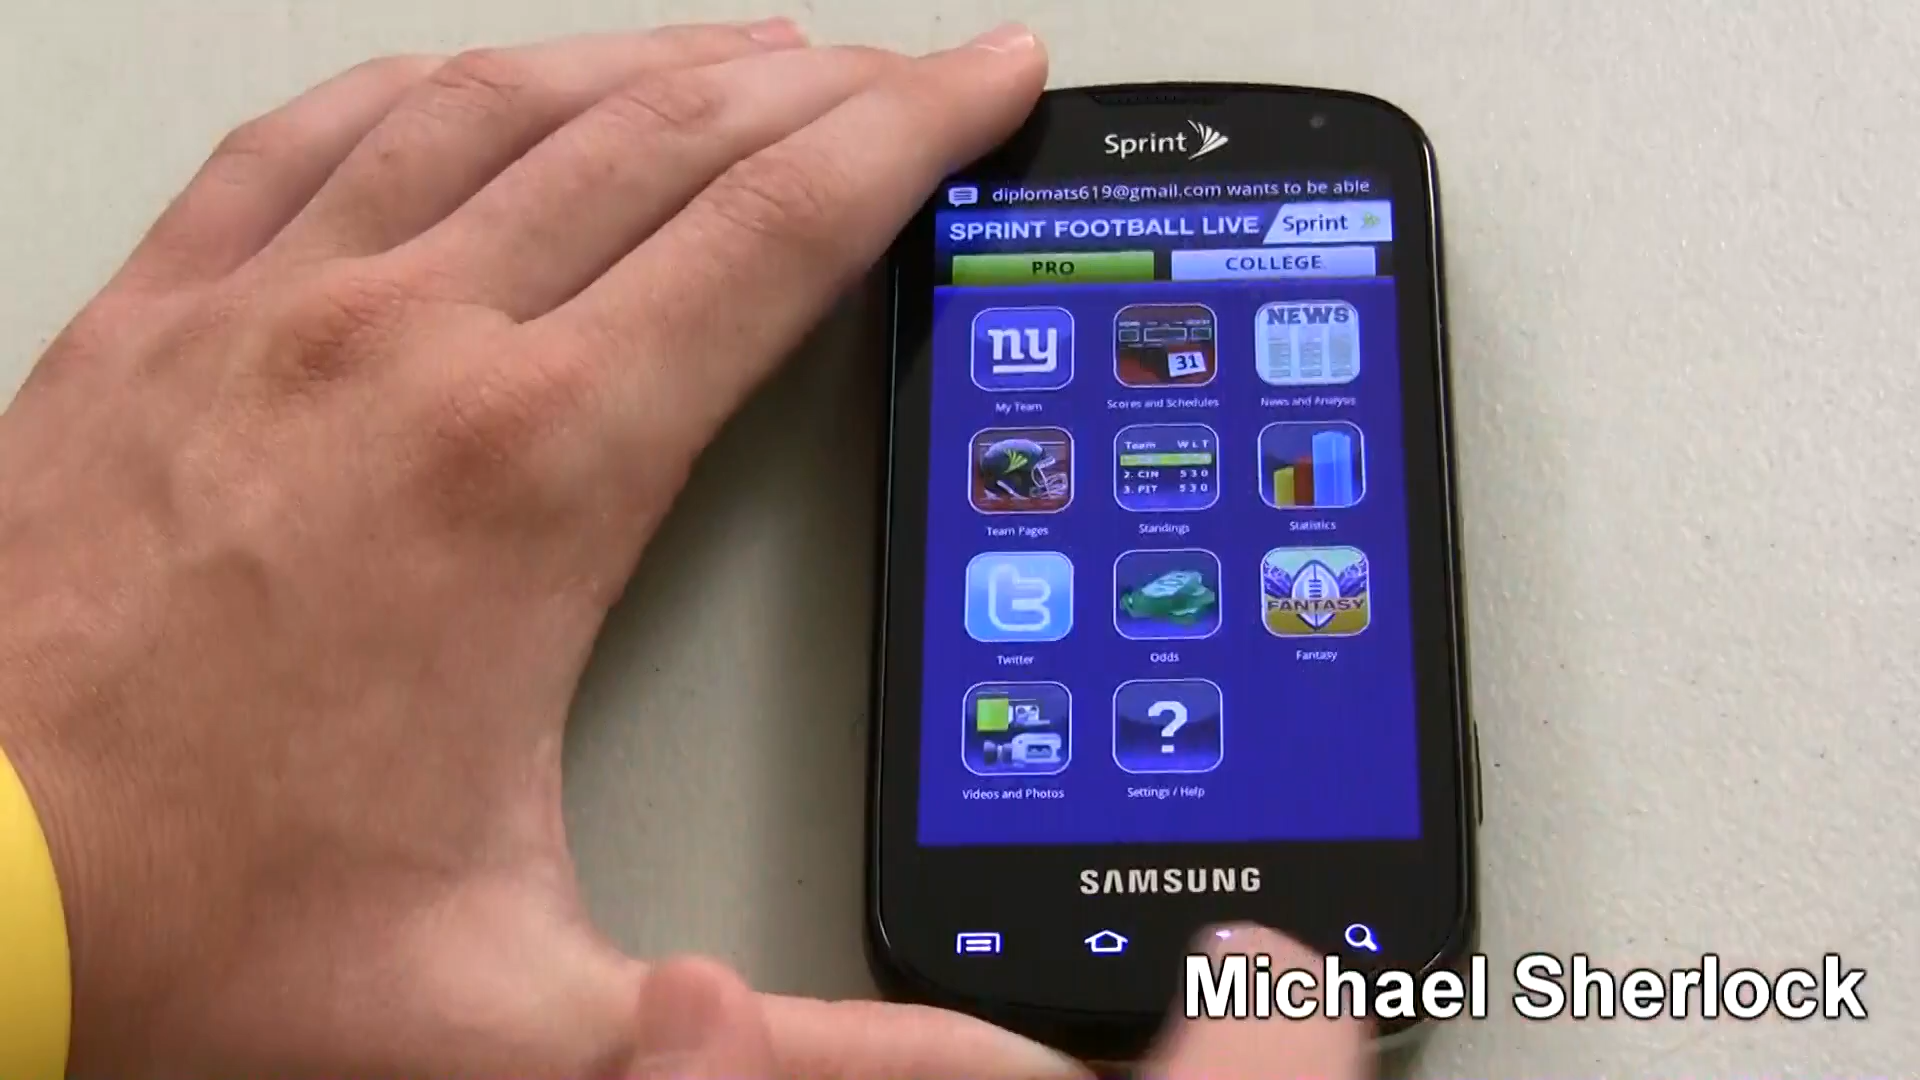 Sprint
diplomats619@gmail.com wants to be able
SPRINT FOOTBALL LIVE
Sprint
PRO
COLLEGE
ny
31
NEWS
My Team
Scores and Schedules
News and Analysis
Team W L T
2. CIN 5 3 0
3. PIT 5 3 0
Team Pages
Standings
Statistics
t
FANTASY
Twitter
Odds
Fantasy
?
Videos and Photos
Settings / Help
SAMSUNG
Michael Sherlock